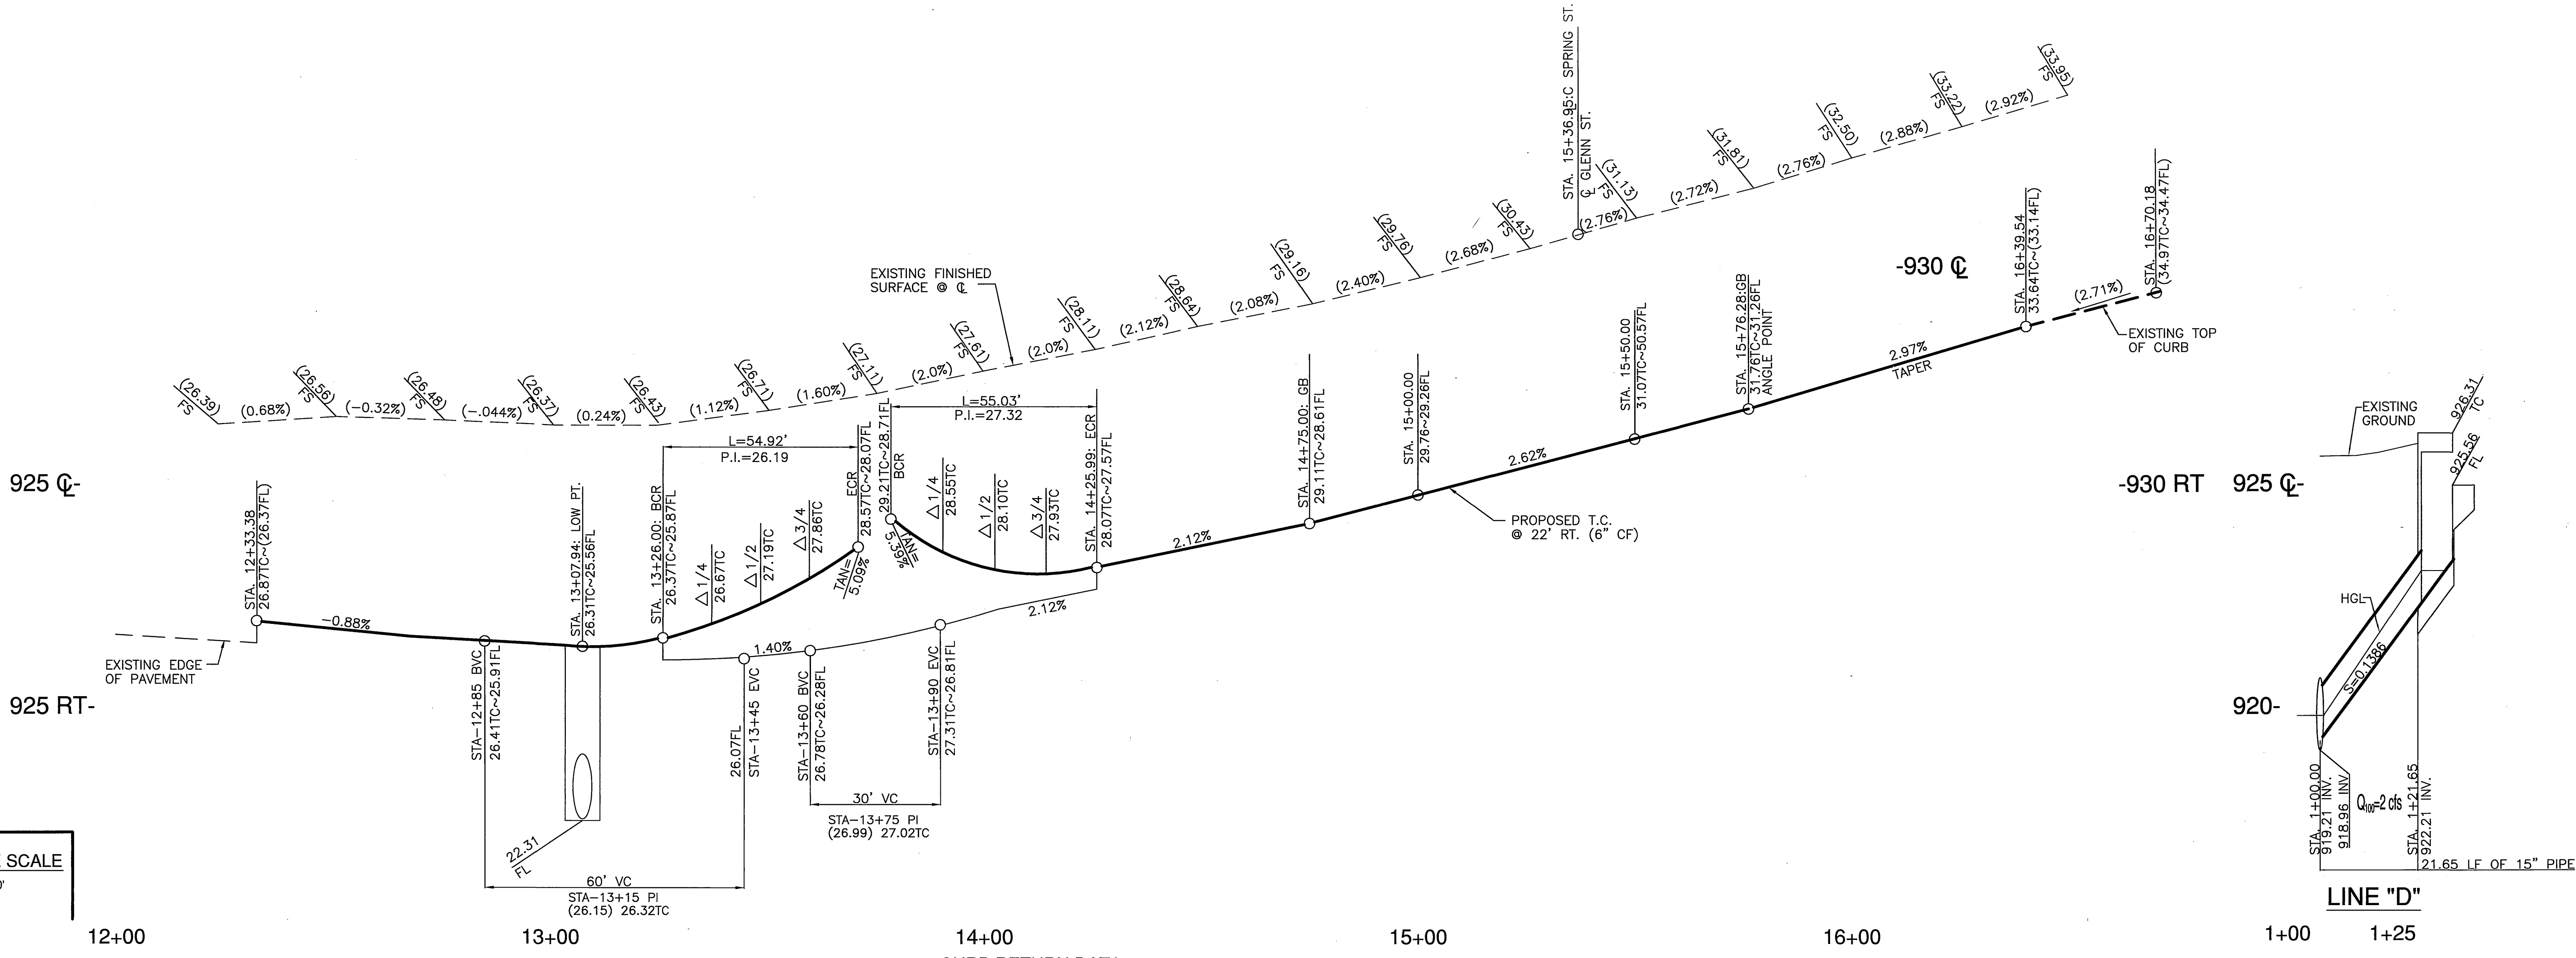 (26.39)
FS
(0.68%)
(26.56)
FS
(-0.32%)
(26.48)
FS
(-.044%)
(26.37)
FS
(0.24%)
(26.43)
FS
(1.12%)
(26.71)
FS
(1.60%)
(27.11)
FS
(2.0%)
(27.61)
FS
(2.0%)
(28.11)
FS
(2.12%)
(28.64)
FS
(2.08%)
(29.16)
FS
(2.40%)
(29.76)
FS
(2.68%)
(30.43)
FS
STA. 15+36.95:C SPRING ST.
℄ GLENN ST.
(2.76%)
(31.13)
FS
(2.72%)
(31.81)
FS
(2.76%)
(32.50)
FS
(2.88%)
(33.22)
FS
(2.92%)
(33.95)
FS
EXISTING FINISHED
SURFACE @ ℄
-930 ℄
925 ℄-
925 RT-
STA. 12+33.38
26.87TC~(26.37FL)
-0.88%
EXISTING EDGE
OF PAVEMENT
STA-12+85 BVC
26.41TC~25.91FL
STA. 13+07.94: LOW PT.
26.31TC~25.56FL
22.31
FL
60' VC
STA-13+15 PI
(26.15) 26.32TC
STA. 13+26.00: BCR
26.37TC~25.87FL
L=54.92'
P.I.=26.19
△1/4
26.67TC
△1/2
27.19TC
△3/4
27.86TC
TAN=
5.09%
ECR
28.57TC~28.07FL
29.21TC~28.71FL
BCR
TAN=
5.39%
L=55.03'
P.I.=27.32
△1/4
28.55TC
△1/2
28.10TC
△3/4
27.93TC
STA. 14+25.99: ECR
28.07TC~27.57FL
26.07FL
STA-13+45 EVC
1.40%
STA-13+60 BVC
26.78TC~26.28FL
STA-13+90 EVC
27.31TC~26.81FL
2.12%
30' VC
STA-13+75 PI
(26.99) 27.02TC
2.12%
STA. 14+75.00: GB
29.11TC~28.61FL
STA. 15+00.00
29.76~29.26FL
2.62%
PROPOSED T.C.
@ 22' RT. (6" CF)
STA. 15+50.00
31.07TC~50.57FL
STA. 15+76.28:GB
31.76TC~31.26FL
ANGLE POINT
2.97%
TAPER
STA. 16+39.54
33.64TC~(33.14FL)
(2.71%)
EXISTING TOP
OF CURB
STA. 16+70.18
(34.97TC~34.47FL)
-930 RT
925 ℄-
920-
EXISTING
GROUND
926.31
TC
925.56
FL
HGL
S=0.1386
STA. 1+00.00
919.21 INV.
918.96 INV
Q100=2 cfs
STA. 1+21.65
922.21 INV.
21.65 LF OF 15" PIPE
LINE "D"
SCALE
12+00
13+00
14+00
15+00
16+00
1+00
1+25